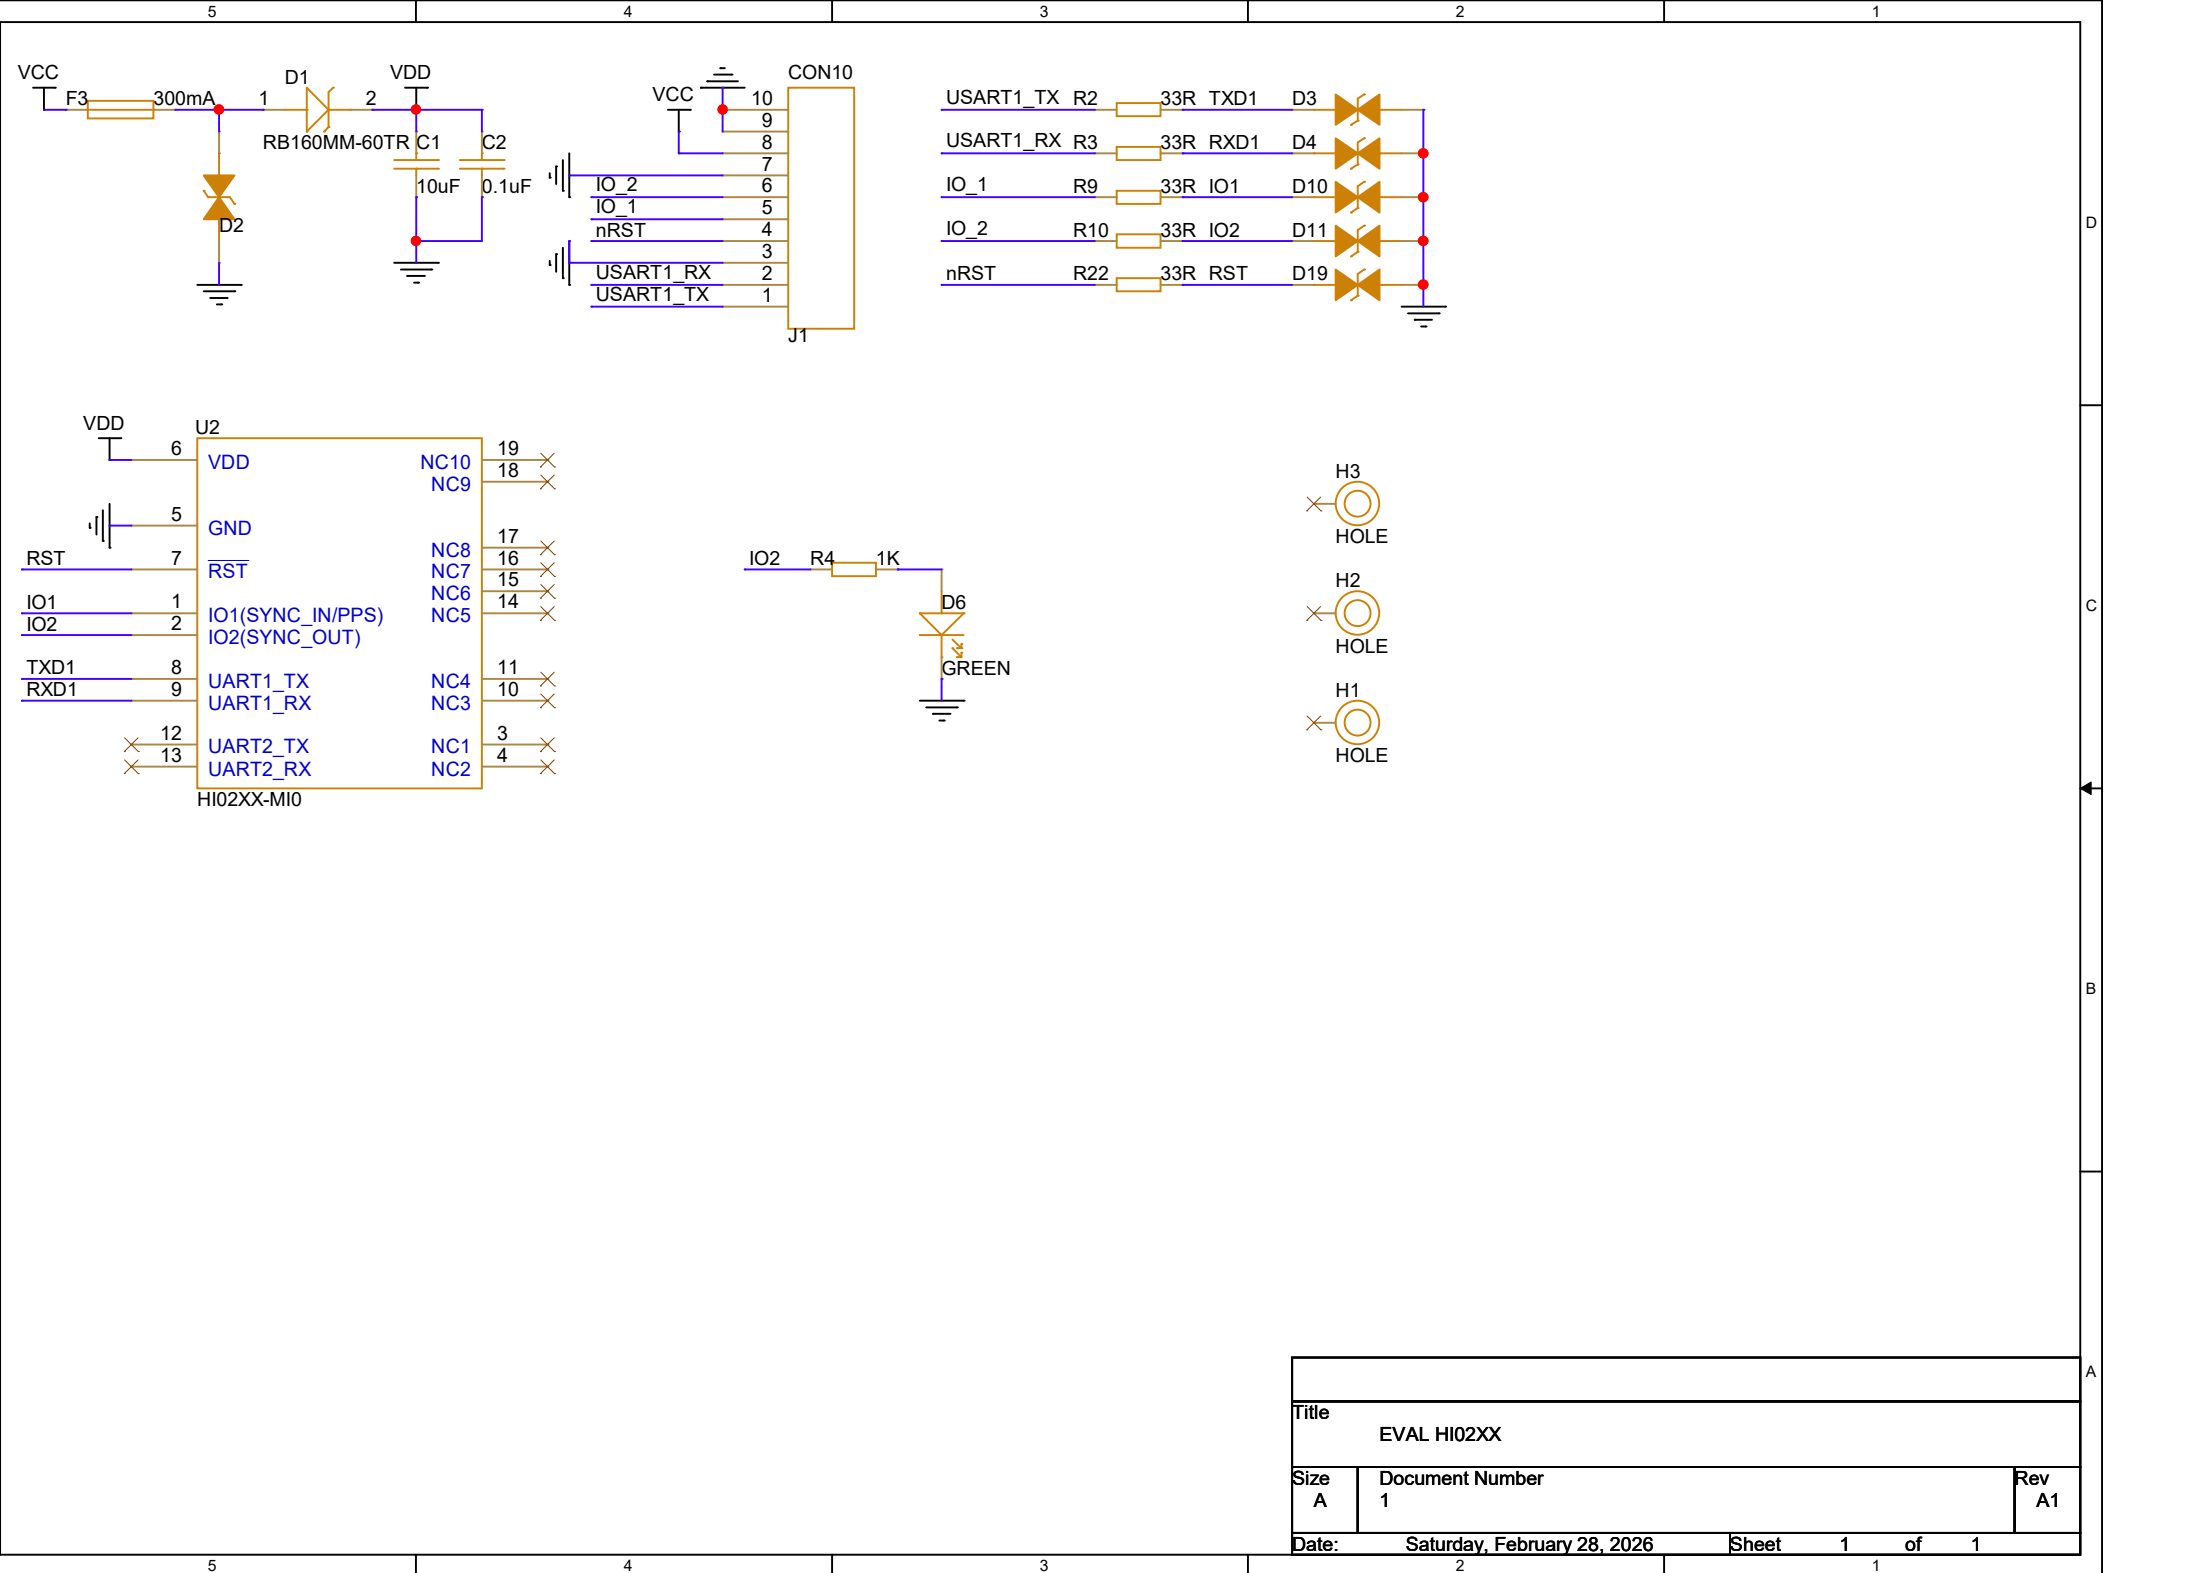 5 4 3 2 1
VCC
F3 300mA
1 D1 2
RB160MM-60TR
VDD
C1
10uF
C2
0.1uF
D2
CON10
VCC
10
9
8
7
IO_2 6
IO_1 5
nRST 4
3
USART1_RX 2
USART1_TX 1
J1
USART1_TX R2 33R TXD1 D3
USART1_RX R3 33R RXD1 D4
IO_1 R9 33R IO1 D10
IO_2 R10 33R IO2 D11
nRST R22 33R RST D19
D
VDD
U2
6 VDD
5 GND
RST 7 RST
IO1 1 IO1(SYNC_IN/PPS)
IO2 2 IO2(SYNC_OUT)
TXD1 8 UART1_TX
RXD1 9 UART1_RX
12 UART2_TX
13 UART2_RX
NC10 19
NC9 18
NC8 17
NC7 16
NC6 15
NC5 14
NC4 11
NC3 10
NC1 3
NC2 4
HI02XX-MI0
IO2 R4 1K
D6
GREEN
H3
HOLE
H2
HOLE
H1
HOLE
C
B
A
Title
EVAL HI02XX
Size
A
Document Number
1
Rev
A1
Date: Saturday, February 28, 2026 Sheet 1 of 1
5 4 3 2 1